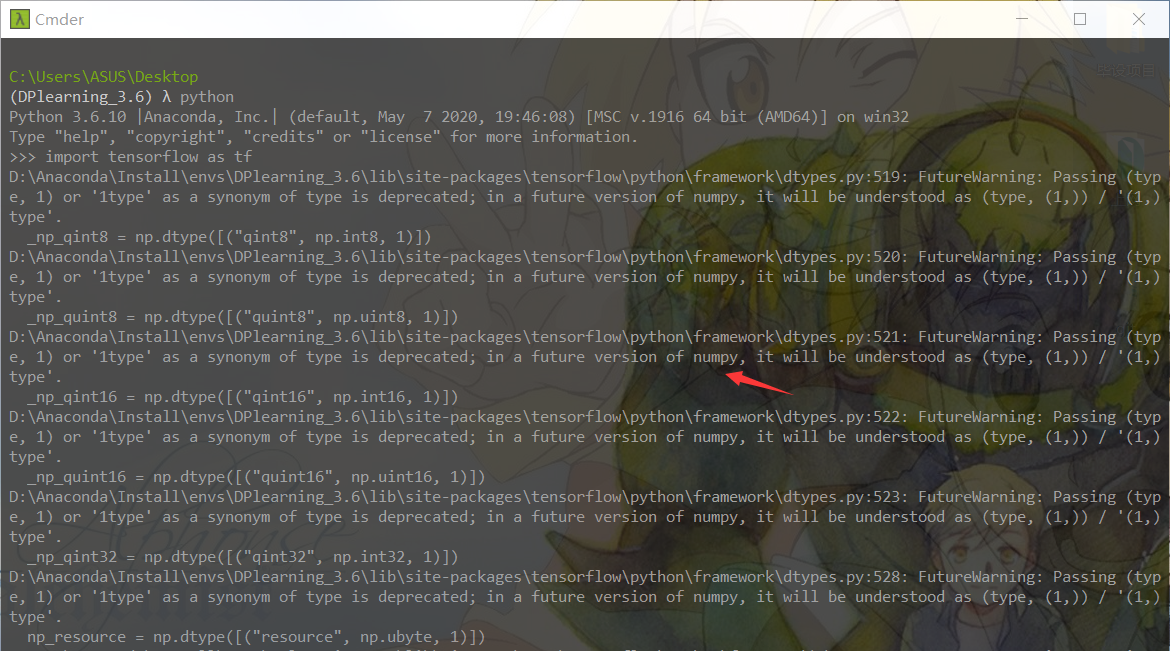 Cmder
C:\Users\ASUS\Desktop
(DPlearning_3.6) λ python
Python 3.6.10 |Anaconda, Inc.| (default, May  7 2020, 19:46:08) [MSC v.1916 64 bit (AMD64)] on win32
Type "help", "copyright", "credits" or "license" for more information.
>>> import tensorflow as tf
D:\Anaconda\Install\envs\DPlearning_3.6\lib\site-packages\tensorflow\python\framework\dtypes.py:519: FutureWarning: Passing (typ
e, 1) or '1type' as a synonym of type is deprecated; in a future version of numpy, it will be understood as (type, (1,)) / '(1,)
type'.
  _np_qint8 = np.dtype([("qint8", np.int8, 1)])
D:\Anaconda\Install\envs\DPlearning_3.6\lib\site-packages\tensorflow\python\framework\dtypes.py:520: FutureWarning: Passing (typ
e, 1) or '1type' as a synonym of type is deprecated; in a future version of numpy, it will be understood as (type, (1,)) / '(1,)
type'.
  _np_quint8 = np.dtype([("quint8", np.uint8, 1)])
D:\Anaconda\Install\envs\DPlearning_3.6\lib\site-packages\tensorflow\python\framework\dtypes.py:521: FutureWarning: Passing (typ
e, 1) or '1type' as a synonym of type is deprecated; in a future version of numpy, it will be understood as (type, (1,)) / '(1,)
type'.
  _np_qint16 = np.dtype([("qint16", np.int16, 1)])
D:\Anaconda\Install\envs\DPlearning_3.6\lib\site-packages\tensorflow\python\framework\dtypes.py:522: FutureWarning: Passing (typ
e, 1) or '1type' as a synonym of type is deprecated; in a future version of numpy, it will be understood as (type, (1,)) / '(1,)
type'.
  _np_quint16 = np.dtype([("quint16", np.uint16, 1)])
D:\Anaconda\Install\envs\DPlearning_3.6\lib\site-packages\tensorflow\python\framework\dtypes.py:523: FutureWarning: Passing (typ
e, 1) or '1type' as a synonym of type is deprecated; in a future version of numpy, it will be understood as (type, (1,)) / '(1,)
type'.
  _np_qint32 = np.dtype([("qint32", np.int32, 1)])
D:\Anaconda\Install\envs\DPlearning_3.6\lib\site-packages\tensorflow\python\framework\dtypes.py:528: FutureWarning: Passing (typ
e, 1) or '1type' as a synonym of type is deprecated; in a future version of numpy, it will be understood as (type, (1,)) / '(1,)
type'.
  np_resource = np.dtype([("resource", np.ubyte, 1)])